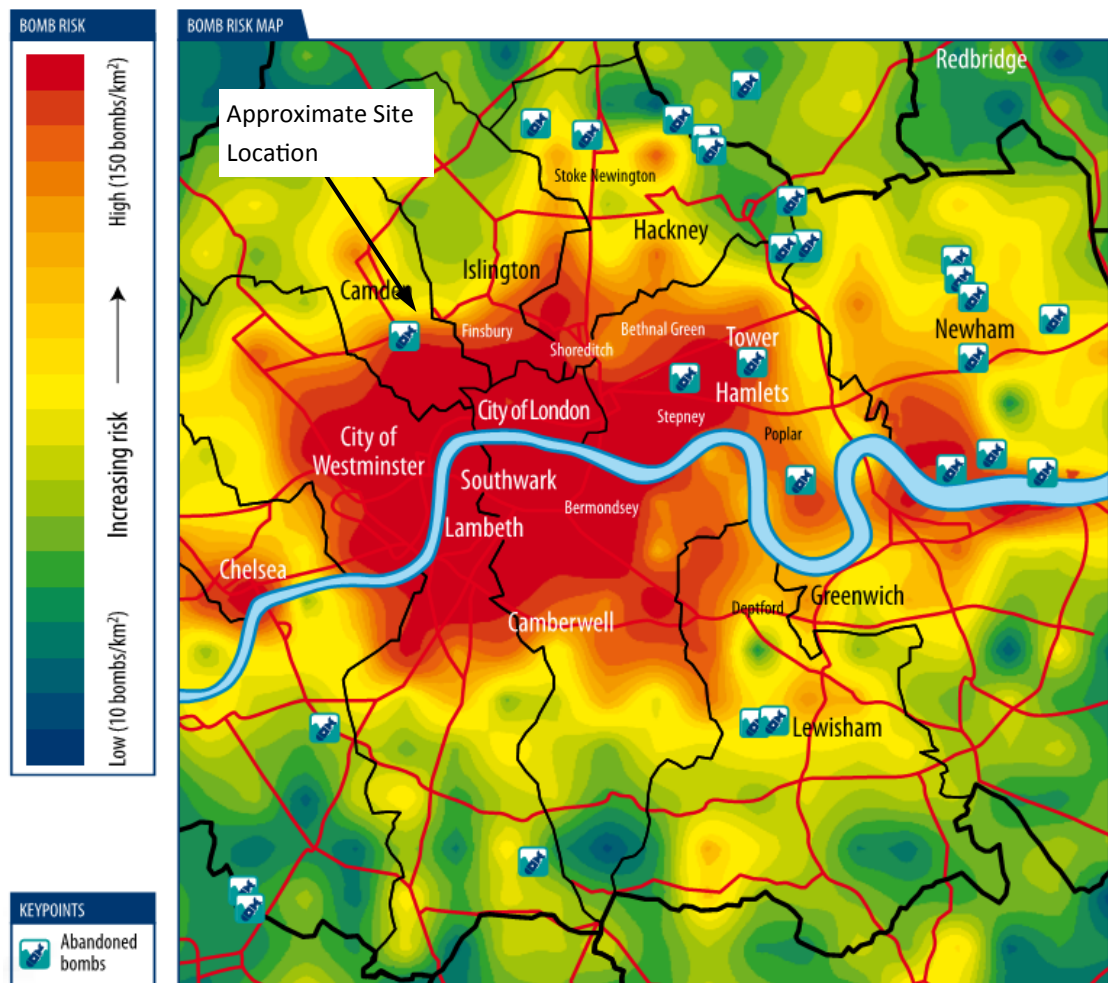 BOMB RISK
High (150 bombs/km²)
Increasing risk
Low (10 bombs/km²)
KEYPOINTS
Abandoned
bombs
BOMB RISK MAP
Approximate Site
Location
Redbridge
Stoke Newington
Hackney
Islington
Camden
Finsbury
Shoreditch
Bethnal Green
Tower
Hamlets
Newham
City of London
Stepney
Poplar
City of
Westminster
Southwark
Bermondsey
Lambeth
Chelsea
Camberwell
Deptford
Greenwich
Lewisham